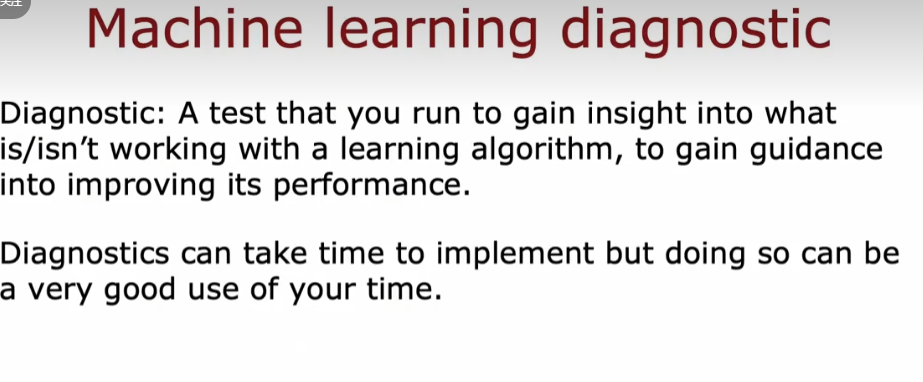 关注
Machine learning diagnostic
Diagnostic: A test that you run to gain insight into what
is/isn't working with a learning algorithm, to gain guidance
into improving its performance.
Diagnostics can take time to implement but doing so can be
a very good use of your time.